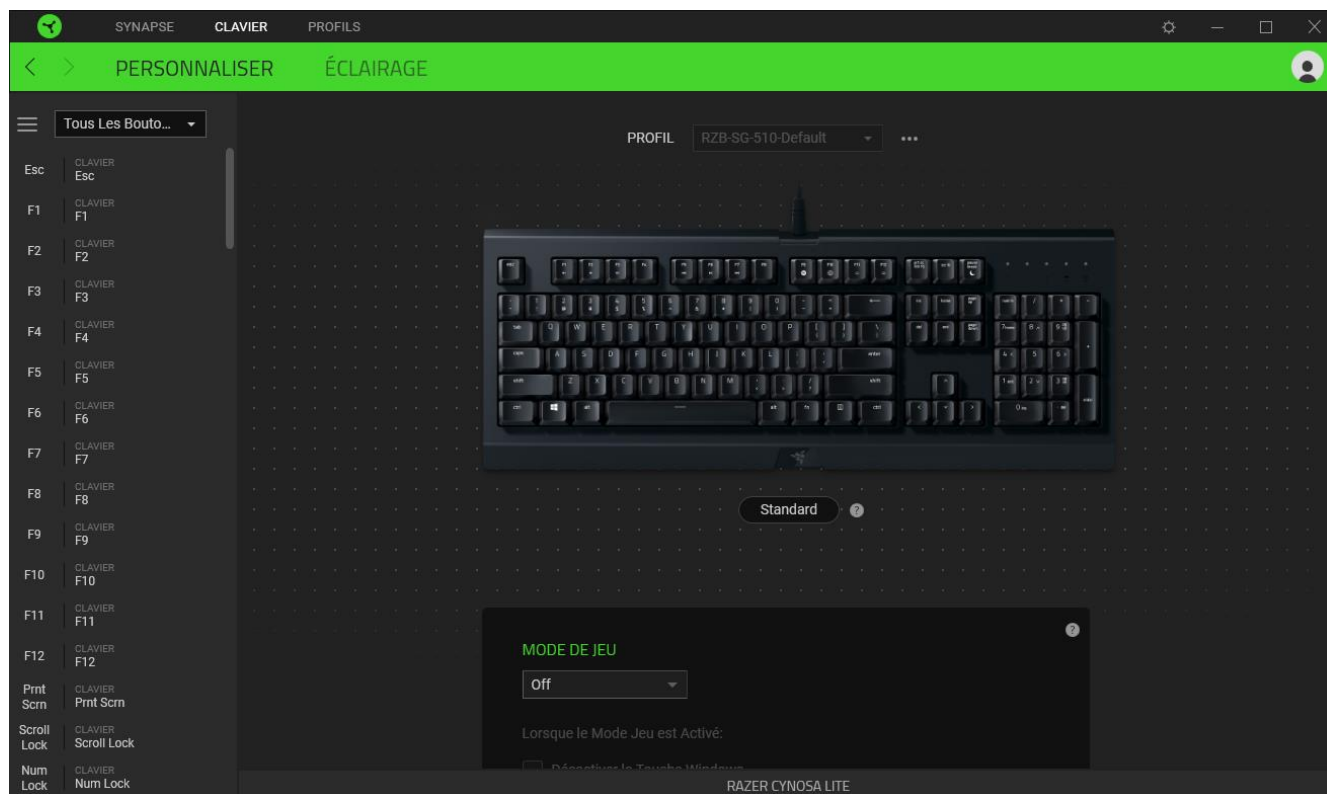 SYNAPSE CLAVIER PROFILS
PERSONNALISER ÉCLAIRAGE
Tous Les Bouto...
PROFIL RZB-SG-510-Default
Esc CLAVIER
Esc
F1 CLAVIER
F1
F2 CLAVIER
F2
F3 CLAVIER
F3
F4 CLAVIER
F4
F5 CLAVIER
F5
F6 CLAVIER
F6
F7 CLAVIER
F7
F8 CLAVIER
F8
F9 CLAVIER
F9
F10 CLAVIER
F10
F11 CLAVIER
F11
F12 CLAVIER
F12
Prnt Scrn CLAVIER
Prnt Scrn
Scroll Lock CLAVIER
Scroll Lock
Num Lock CLAVIER
Num Lock
Q W E R T Y U I O P
A S D F G H J K L
Z X C V B N M
Standard
MODE DE JEU
Off
Lorsque le Mode Jeu est Activé:
Désactiver la Touche Windows
RAZER CYNOSA LITE